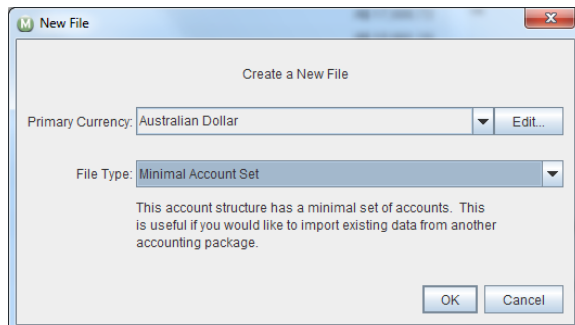 New File
Create a New File
Primary Currency: Australian Dollar Edit...
File Type: Minimal Account Set
This account structure has a minimal set of accounts. This
is useful if you would like to import existing data from another
accounting package.
OK Cancel